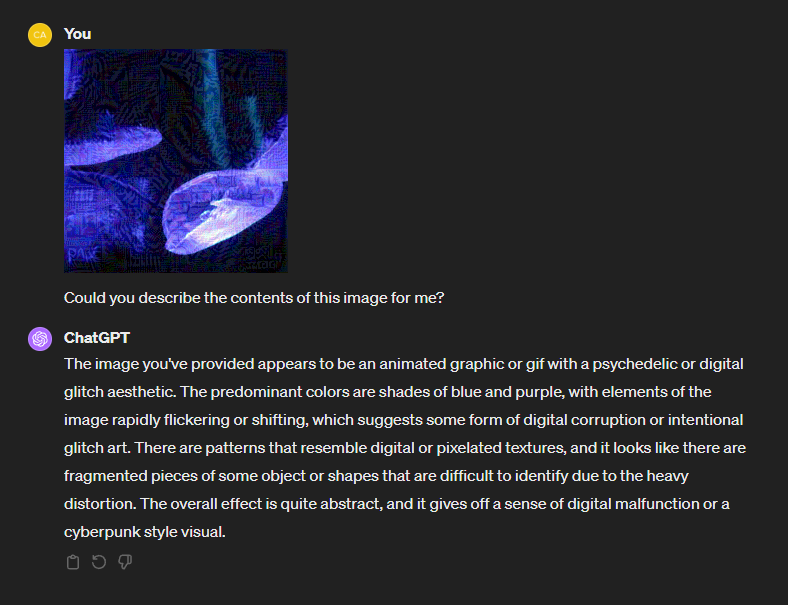 CA
You
Could you describe the contents of this image for me?
ChatGPT
The image you've provided appears to be an animated graphic or gif with a psychedelic or digital
glitch aesthetic. The predominant colors are shades of blue and purple, with elements of the
image rapidly flickering or shifting, which suggests some form of digital corruption or intentional
glitch art. There are patterns that resemble digital or pixelated textures, and it looks like there are
fragmented pieces of some object or shapes that are difficult to identify due to the heavy
distortion. The overall effect is quite abstract, and it gives off a sense of digital malfunction or a
cyberpunk style visual.